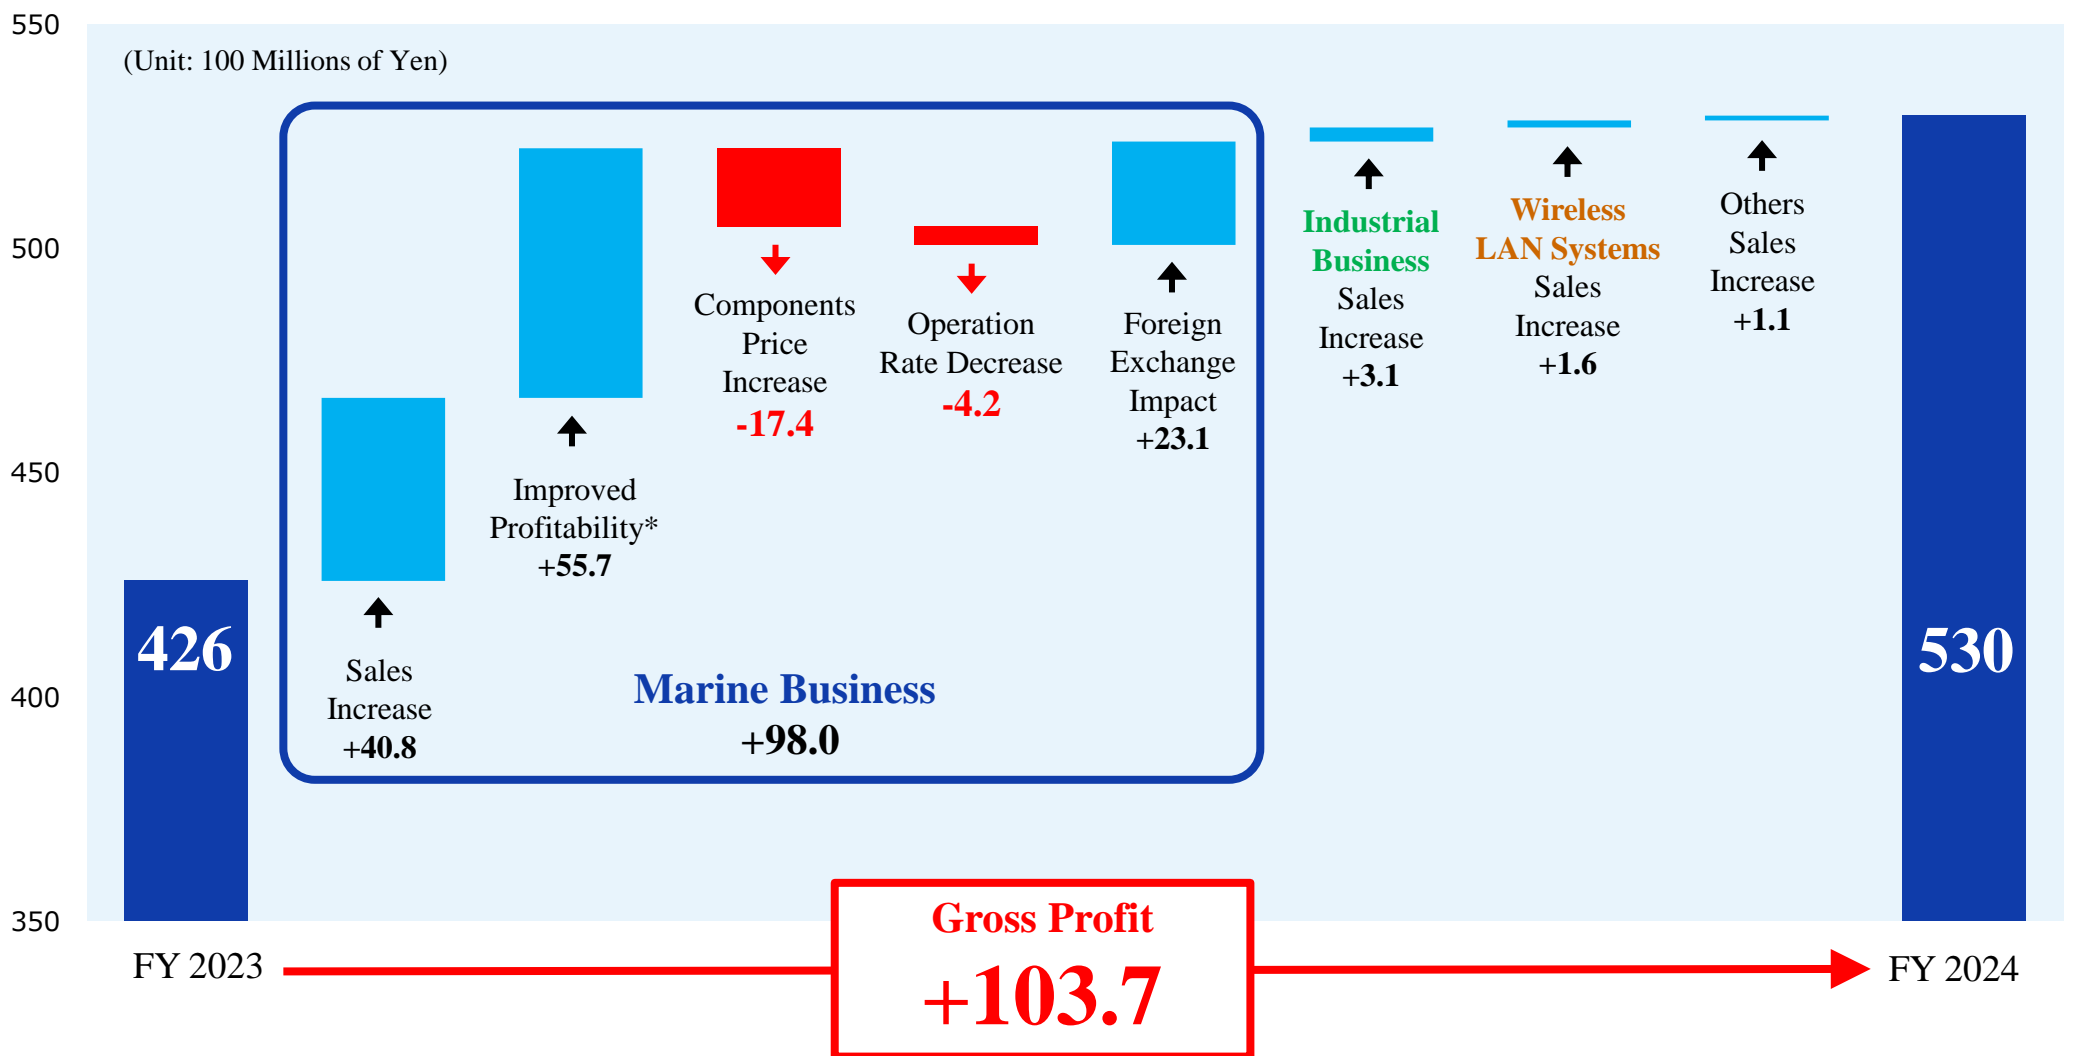 550
(Unit: 100 Millions of Yen)
500
450
400
350
426
Sales
Increase
+40.8
Improved
Profitability*
+55.7
Components
Price
Increase
-17.4
Operation
Rate Decrease
-4.2
Foreign
Exchange
Impact
+23.1
Marine Business
+98.0
Industrial
Business
Sales
Increase
+3.1
Wireless
LAN Systems
Sales
Increase
+1.6
Others
Sales
Increase
+1.1
530
FY 2023
Gross Profit
+103.7
FY 2024